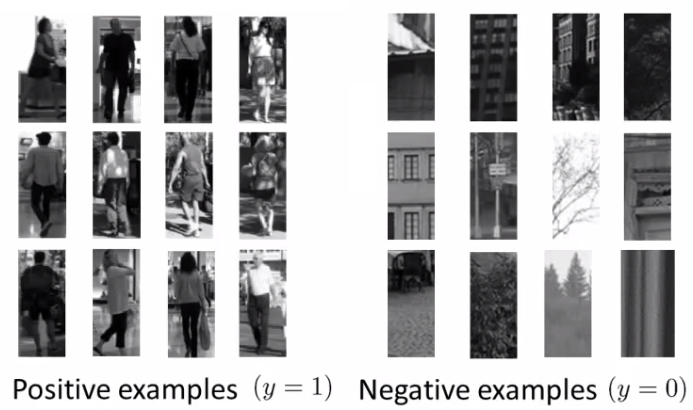 Positive examples (y = 1)
Negative examples (y = 0)